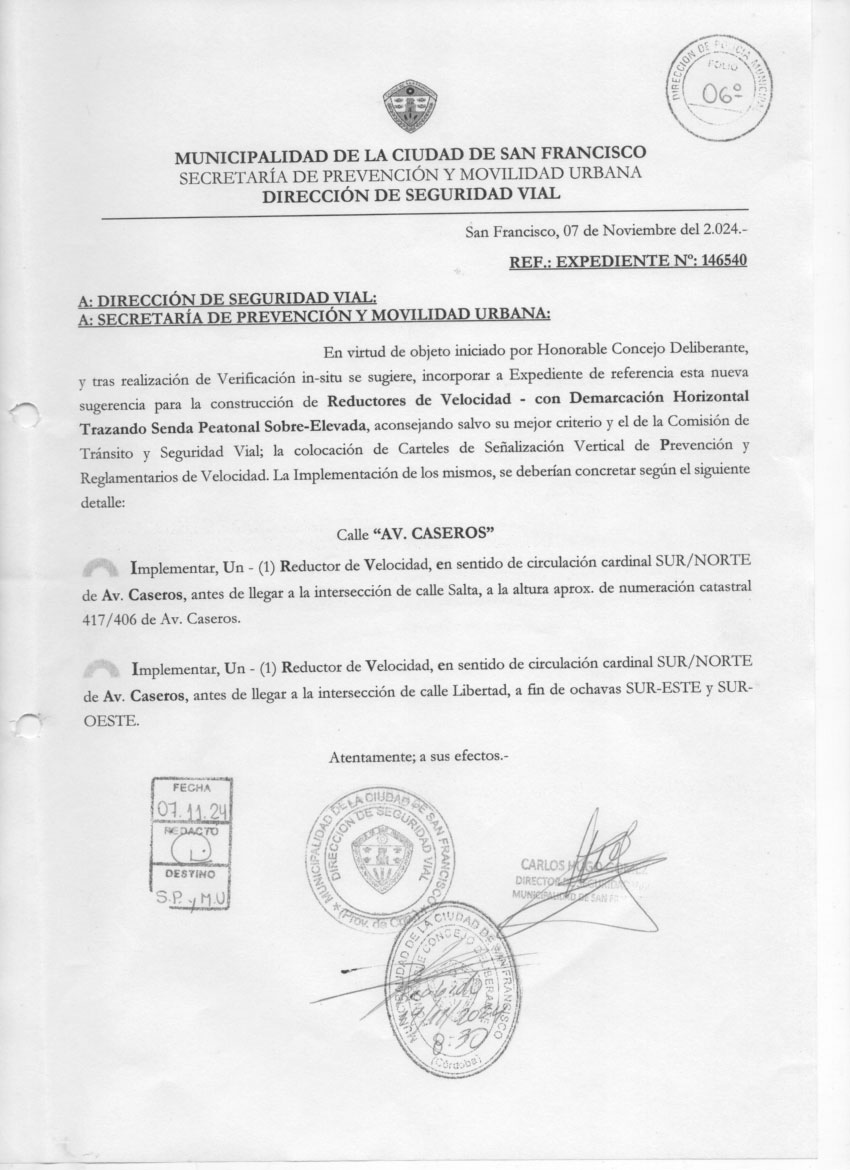 DIRECCIÓN DE POLICÍA MUNICIPAL
FOLIO
06º
MUNICIPALIDAD DE LA CIUDAD DE SAN FRANCISCO
SECRETARÍA DE PREVENCIÓN Y MOVILIDAD URBANA
DIRECCIÓN DE SEGURIDAD VIAL
San Francisco, 07 de Noviembre del 2.024.-
REF.: EXPEDIENTE Nº: 146540
A: DIRECCIÓN DE SEGURIDAD VIAL:
A: SECRETARÍA DE PREVENCIÓN Y MOVILIDAD URBANA:
En virtud de objeto iniciado por Honorable Concejo Deliberante,
y tras realización de Verificación in-situ se sugiere, incorporar a Expediente de referencia esta nueva
sugerencia para la construcción de Reductores de Velocidad - con Demarcación Horizontal
Trazando Senda Peatonal Sobre-Elevada, aconsejando salvo su mejor criterio y el de la Comisión de
Tránsito y Seguridad Vial; la colocación de Carteles de Señalización Vertical de Prevención y
Reglamentarios de Velocidad. La Implementación de los mismos, se deberían concretar según el siguiente
detalle:
Calle “AV. CASEROS”
Implementar, Un - (1) Reductor de Velocidad, en sentido de circulación cardinal SUR/NORTE
de Av. Caseros, antes de llegar a la intersección de calle Salta, a la altura aprox. de numeración catastral
417/406 de Av. Caseros.
Implementar, Un - (1) Reductor de Velocidad, en sentido de circulación cardinal SUR/NORTE
de Av. Caseros, antes de llegar a la intersección de calle Libertad, a fin de ochavas SUR-ESTE y SUR-
OESTE.
Atentamente; a sus efectos.-
FECHA
07.11.24
REDACTO
DESTINO
S.P. y M.U
MUNICIPALIDAD DE LA CIUDAD DE SAN FRANCISCO
DIRECCIÓN DE SEGURIDAD VIAL
(Prov. de Cba.)
CARLOS HUGO
DIRECTOR
MUNICIPALIDAD DE SAN
MUNICIPALIDAD DE LA CIUDAD DE SAN FRANCISCO
CONCEJO DELIBERANTE
Recibido
14/11/2024
8:30
(Córdoba)